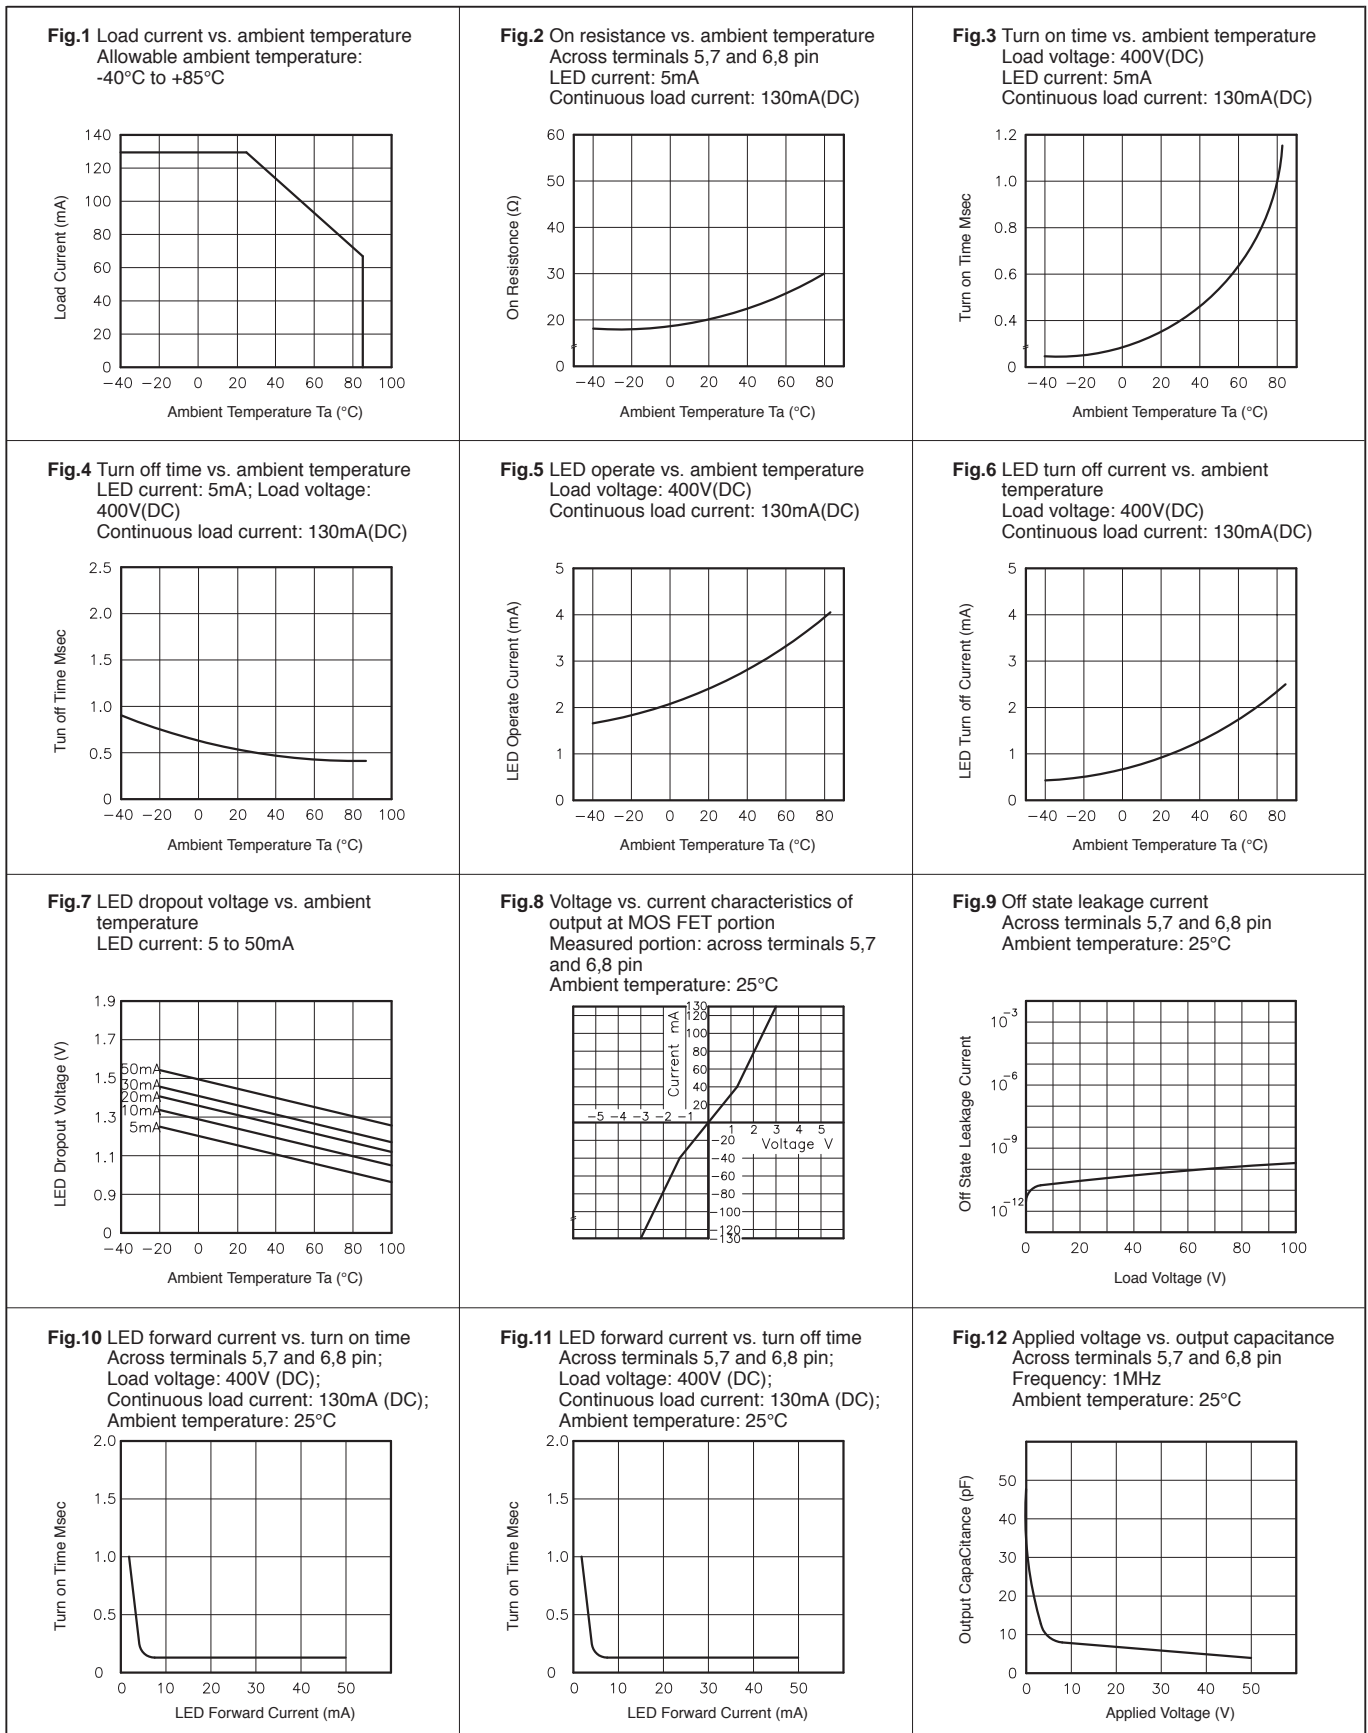 Fig.1 Load current vs. ambient temperature
Allowable ambient temperature:
-40°C to +85°C
140
120
100
80
60
40
20
0
Load Current (mA)
−40 −20 0 20 40 60 80 100
Ambient Temperature Ta (°C)
Fig.2 On resistance vs. ambient temperature
Across terminals 5,7 and 6,8 pin
LED current: 5mA
Continuous load current: 130mA(DC)
60
50
40
30
20
0
On Resistonce (Ω)
−40 −20 0 20 40 60 80
Ambient Temperature Ta (°C)
Fig.3 Turn on time vs. ambient temperature
Load voltage: 400V(DC)
LED current: 5mA
Continuous load current: 130mA(DC)
1.2
1.0
0.8
0.6
0.4
0
Turn on Time Msec
−40 −20 0 20 40 60 80
Ambient Temperature Ta (°C)
Fig.4 Turn off time vs. ambient temperature
LED current: 5mA; Load voltage:
400V(DC)
Continuous load current: 130mA(DC)
2.5
2.0
1.5
1.0
0.5
0
Tun off Time Msec
−40 −20 0 20 40 60 80 100
Ambient Temperature Ta (°C)
Fig.5 LED operate vs. ambient temperature
Load voltage: 400V(DC)
Continuous load current: 130mA(DC)
5
4
3
2
1
0
LED Operate Current (mA)
−40 −20 0 20 40 60 80
Ambient Temperature Ta (°C)
Fig.6 LED turn off current vs. ambient
temperature
Load voltage: 400V(DC)
Continuous load current: 130mA(DC)
5
4
3
2
1
0
LED Turn off Current (mA)
−40 −20 0 20 40 60 80
Ambient Temperature Ta (°C)
Fig.7 LED dropout voltage vs. ambient
temperature
LED current: 5 to 50mA
1.9
1.7
1.5
1.3
1.1
0.9
0
50mA
30mA
20mA
10mA
5mA
LED Dropout Voltage (V)
−40 −20 0 20 40 60 80 100
Ambient Temperature Ta (°C)
Fig.8 Voltage vs. current characteristics of
output at MOS FET portion
Measured portion: across terminals 5,7
and 6,8 pin
Ambient temperature: 25°C
130
120
100
80
60
40
20
Current mA
−5 −4 −3 −2 −1
1 2 3 4 5
Voltage V
−20
−40
−60
−80
−100
−120
−130
Fig.9 Off state leakage current
Across terminals 5,7 and 6,8 pin
Ambient temperature: 25°C
10−3
10−6
10−9
10−12
Off State Leakage Current
0 20 40 60 80 100
Load Voltage (V)
Fig.10 LED forward current vs. turn on time
Across terminals 5,7 and 6,8 pin;
Load voltage: 400V (DC);
Continuous load current: 130mA (DC);
Ambient temperature: 25°C
2.0
1.5
1.0
0.5
0
Turn on Time Msec
0 10 20 30 40 50
LED Forward Current (mA)
Fig.11 LED forward current vs. turn off time
Across terminals 5,7 and 6,8 pin;
Load voltage: 400V (DC);
Continuous load current: 130mA (DC);
Ambient temperature: 25°C
2.0
1.5
1.0
0.5
0
Turn on Time Msec
0 10 20 30 40 50
LED Forward Current (mA)
Fig.12 Applied voltage vs. output capacitance
Across terminals 5,7 and 6,8 pin
Frequency: 1MHz
Ambient temperature: 25°C
50
40
30
20
10
0
Output CapaCitance (pF)
0 10 20 30 40 50
Applied Voltage (V)